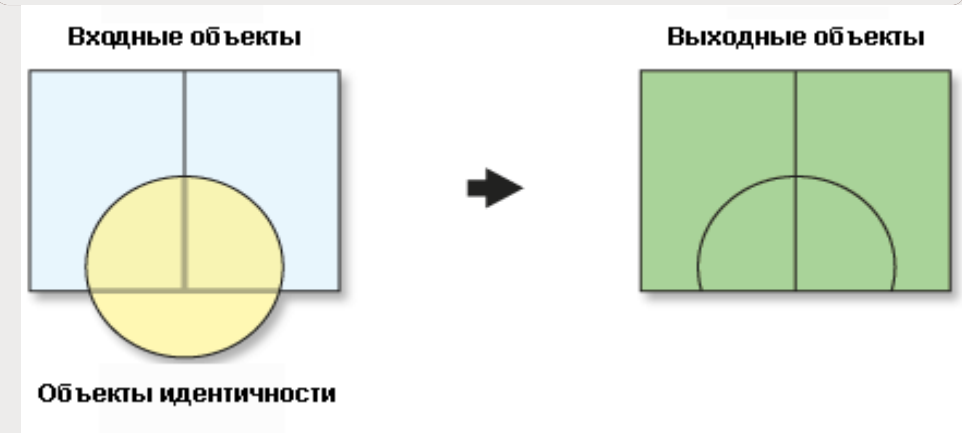 Входные объекты
Выходные объекты
Объекты идентичности